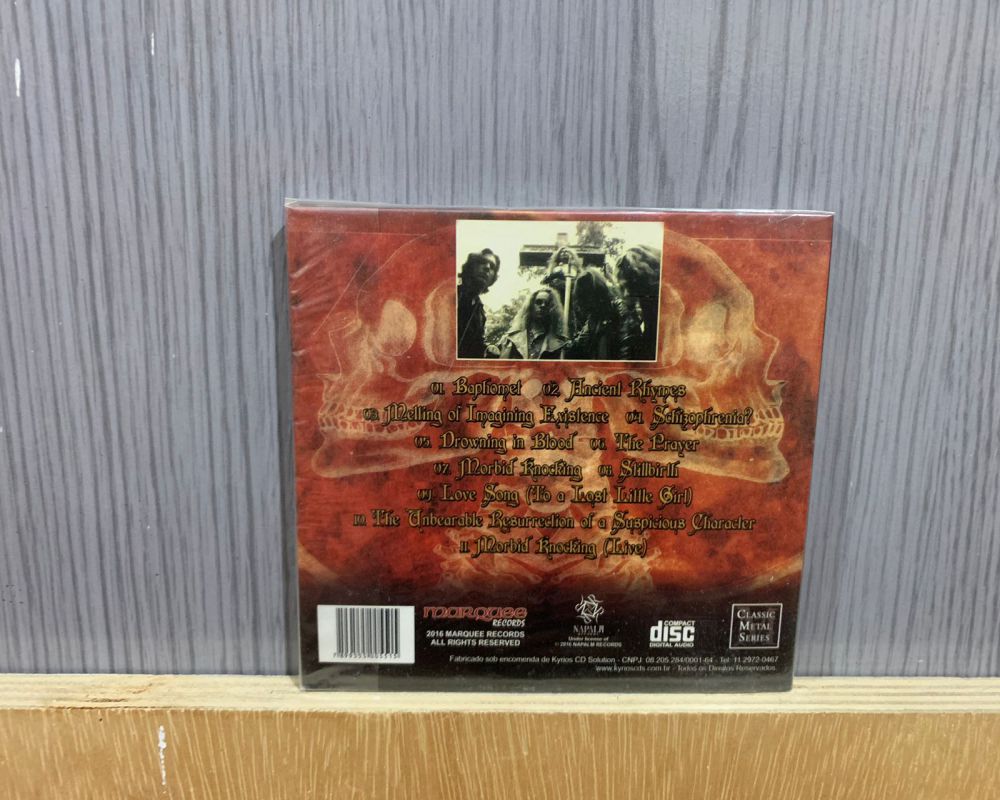 01. Baphomet 02. Ancient Rhymes
03. Melting of Imagining Existence 04. Schizophrenia?
05. Drowning in Blood 06. The Prayer
07. Morbid Knocking 08. Stillbirth
09. Love Song (To a Lost Little Girl)
10. The Unbearable Resurrection of a Suspicious Character
11. Morbid Knocking (Live)
MARQUEE
RECORDS
2016 MARQUEE RECORDS
ALL RIGHTS RESERVED
NAPALM
Under license of
© 2016 NAPALM RECORDS
COMPACT
disc
DIGITAL AUDIO
CLASSIC
METAL
SERIES
Fabricado sob encomenda de Kyrios CD Solution - CNPJ: 08.205.284/0001-64 - Tel: 11.2972-0467
www.kyrioscds.com.br - Todos os Direitos Reservados.